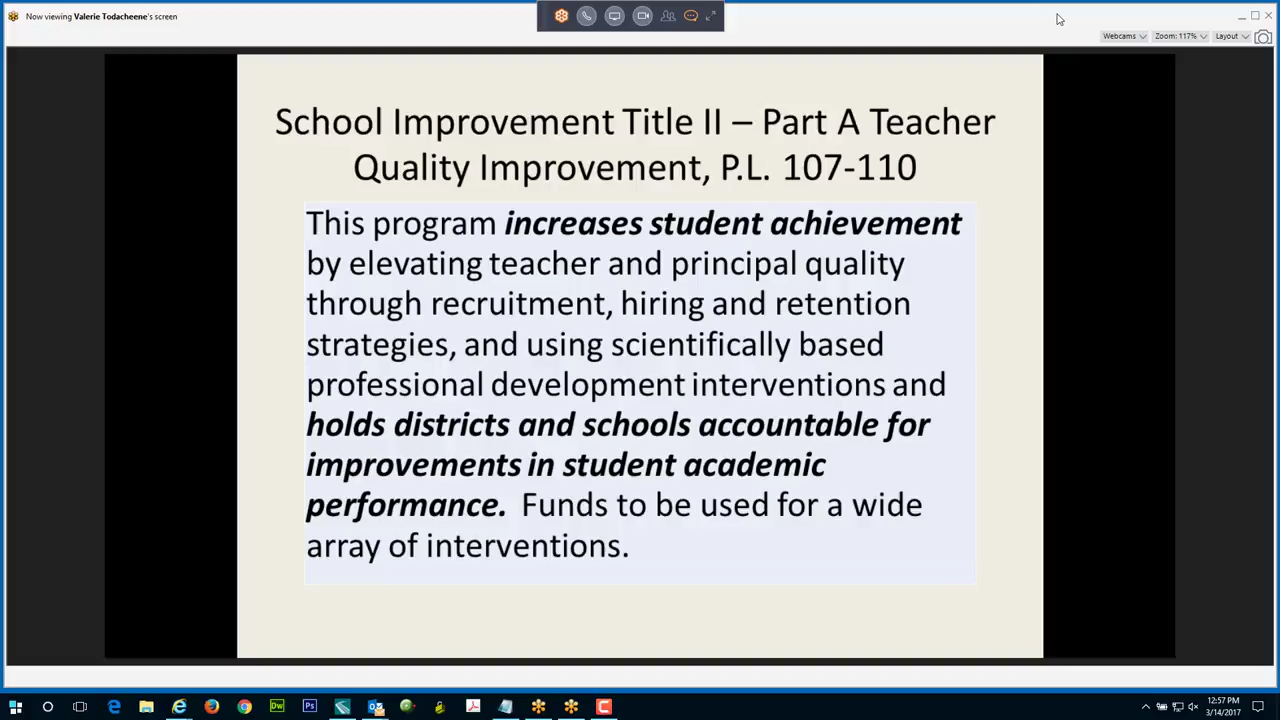 Now viewing Valerie Todacheene's screen
Webcams
Zoom: 117%
Layout
School Improvement Title II – Part A Teacher
Quality Improvement, P.L. 107-110
This program increases student achievement
by elevating teacher and principal quality
through recruitment, hiring and retention
strategies, and using scientifically based
professional development interventions and
holds districts and schools accountable for
improvements in student academic
performance. Funds to be used for a wide
array of interventions.
Dw
Ps
12:57 PM
3/14/2017